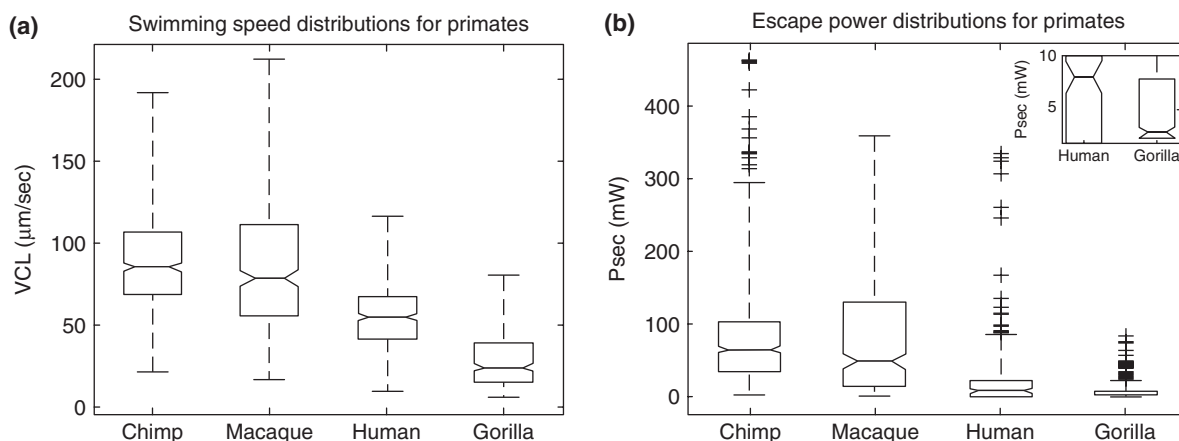 (a)
Swimming speed distributions for primates
VCL (μm/sec)
200
150
100
50
0
Chimp Macaque Human Gorilla
(b)
Escape power distributions for primates
Psec (mW)
400
300
200
100
0
Chimp Macaque Human Gorilla
Psec (mW)
10
5
Human Gorilla